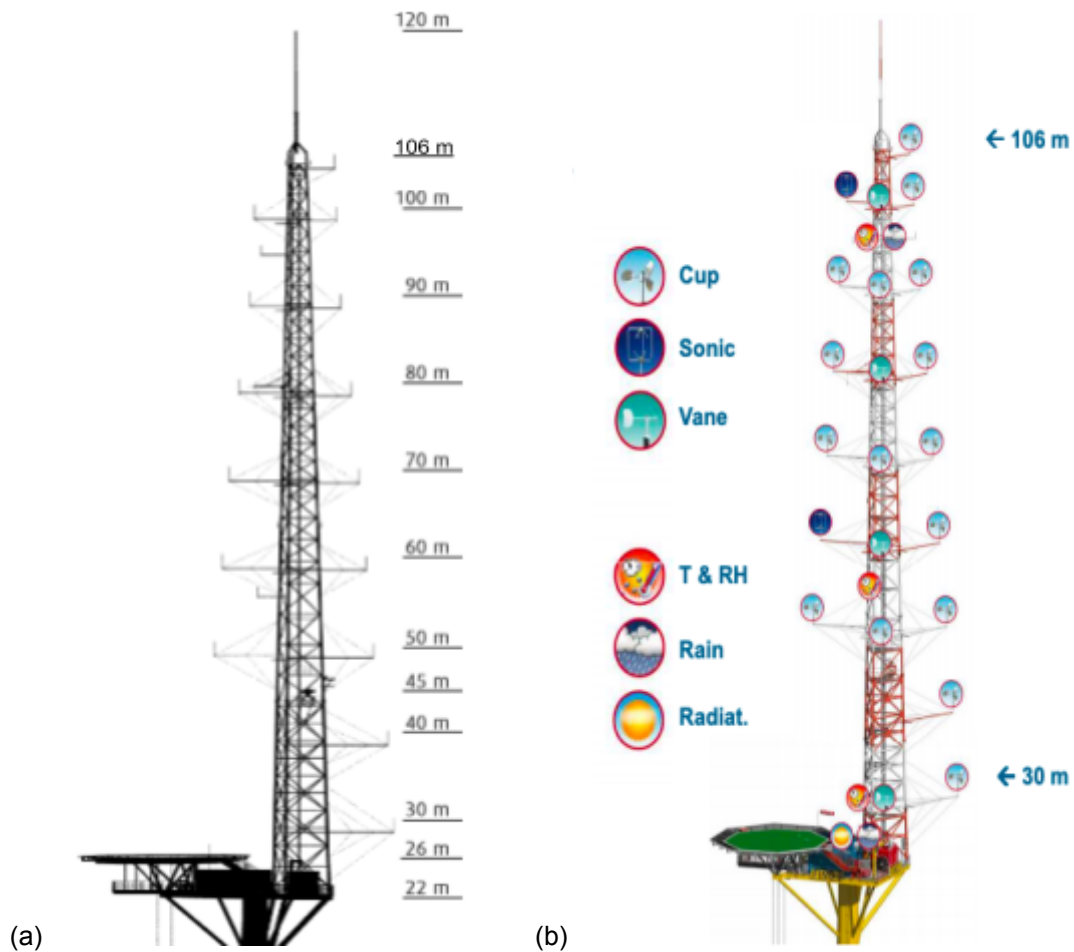 120 m
106 m
100 m
90 m
80 m
70 m
60 m
50 m
45 m
40 m
30 m
26 m
22 m
(a)
← 106 m
Cup
Sonic
Vane
T & RH
Rain
Radiat.
← 30 m
(b)